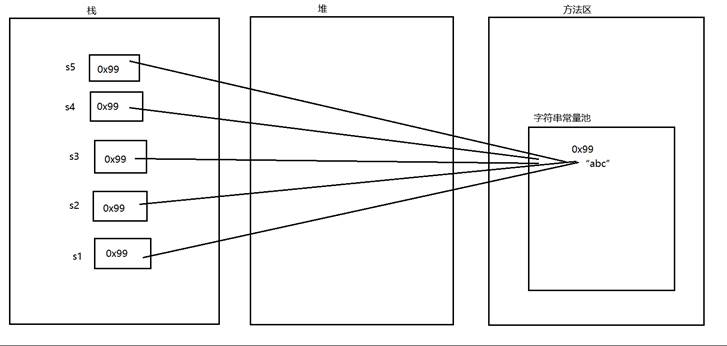 栈
堆
方法区
s5 0x99
s4 0x99
字符串常量池
s3 0x99
0x99
"abc"
s2 0x99
s1 0x99